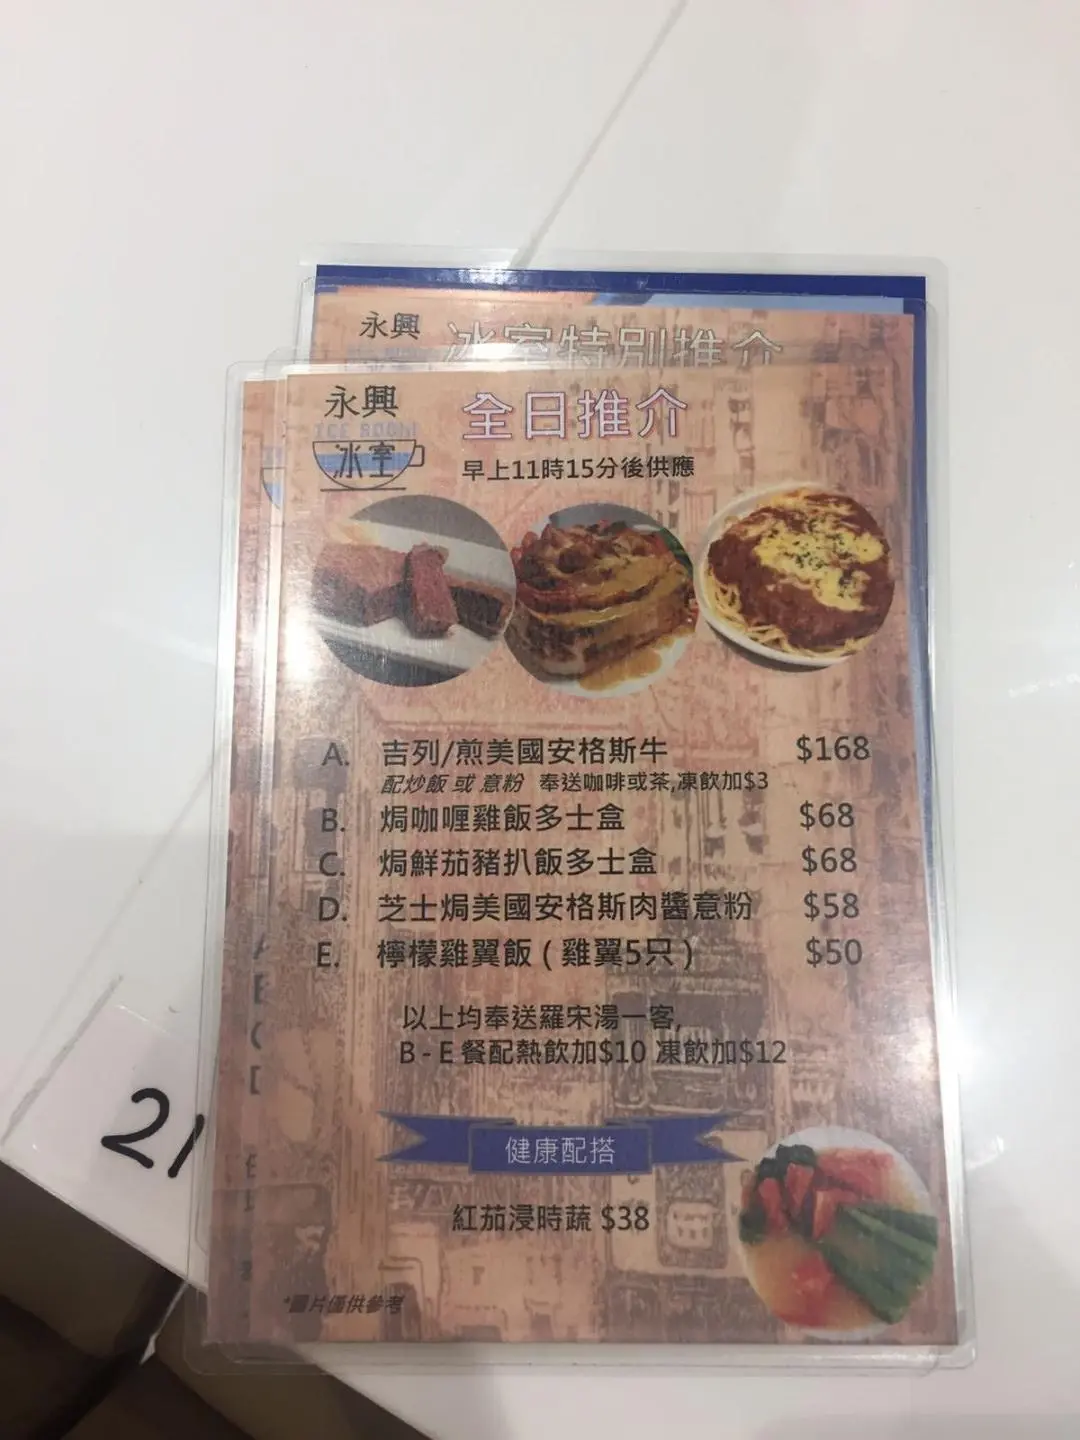 永興
冰室特別推介
永興
ICE ROOM
冰室
全日推介
早上11時15分後供應
A. 吉列/煎美國安格斯牛 $168
配炒飯 或 意粉 奉送咖啡或茶,凍飲加$3
B. 焗咖喱雞飯多士盒 $68
C. 焗鮮茄豬扒飯多士盒 $68
D. 芝士焗美國安格斯肉醬意粉 $58
E. 檸檬雞翼飯 ( 雞翼5只 ) $50
以上均奉送羅宋湯一客,
B - E 餐配熱飲加$10 凍飲加$12
健康配搭
紅茄浸時蔬 $38
*圖片僅供參考
21